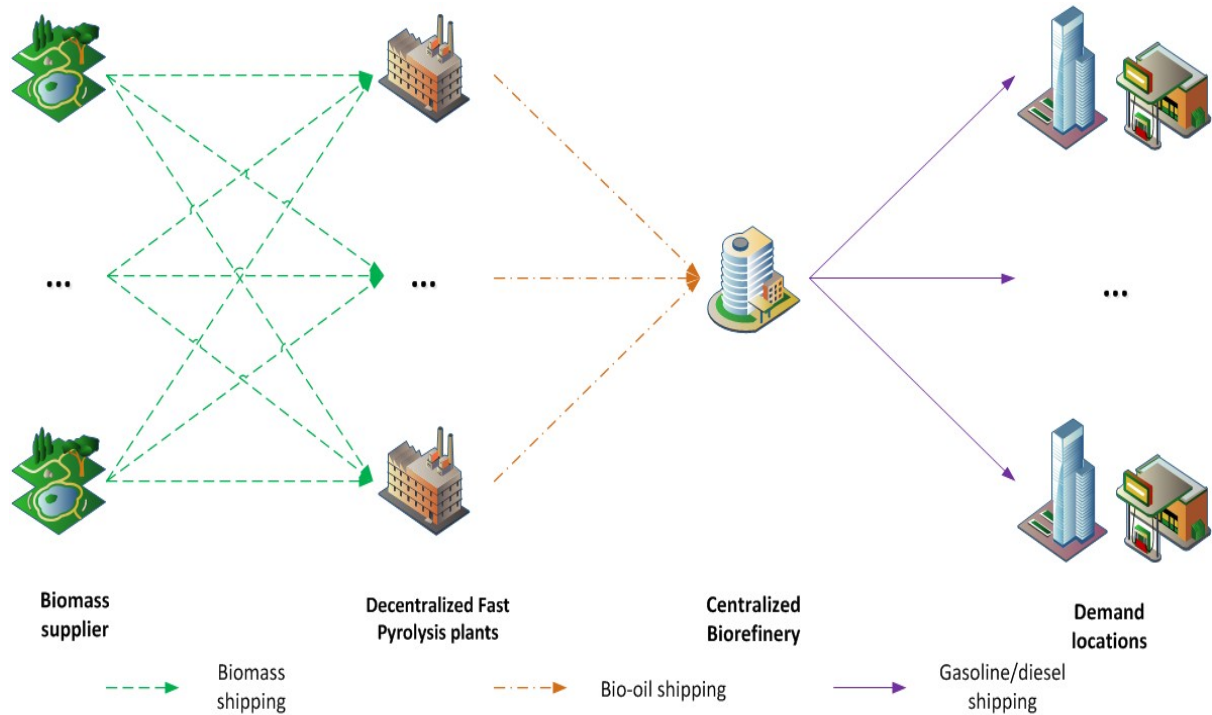 ...
...
...
Biomass
supplier
Decentralized Fast
Pyrolysis plants
Centralized
Biorefinery
Demand
locations
Biomass
shipping
Bio-oil shipping
Gasoline/diesel
shipping